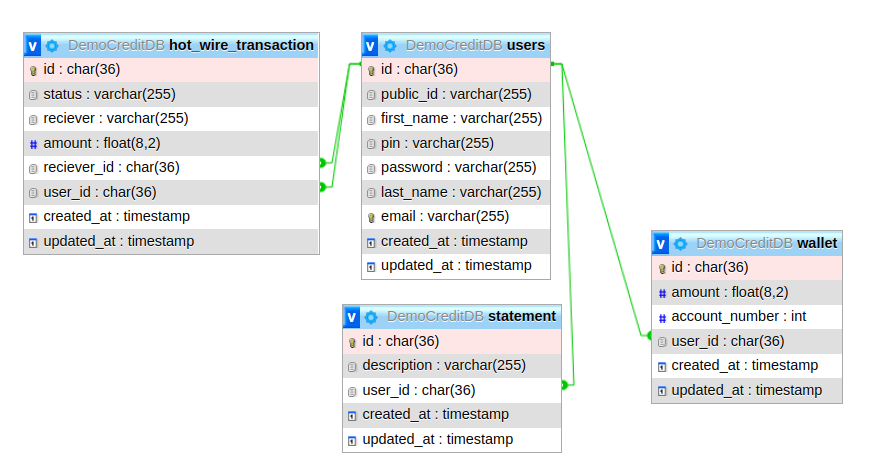 v DemoCreditDB hot_wire_transaction
id : char(36)
status : varchar(255)
reciever : varchar(255)
# amount : float(8,2)
reciever_id : char(36)
user_id : char(36)
created_at : timestamp
updated_at : timestamp
v DemoCreditDB users
id : char(36)
public_id : varchar(255)
first_name : varchar(255)
pin : varchar(255)
password : varchar(255)
last_name : varchar(255)
email : varchar(255)
created_at : timestamp
updated_at : timestamp
v DemoCreditDB statement
id : char(36)
description : varchar(255)
user_id : char(36)
created_at : timestamp
updated_at : timestamp
v DemoCreditDB wallet
id : char(36)
# amount : float(8,2)
# account_number : int
user_id : char(36)
created_at : timestamp
updated_at : timestamp